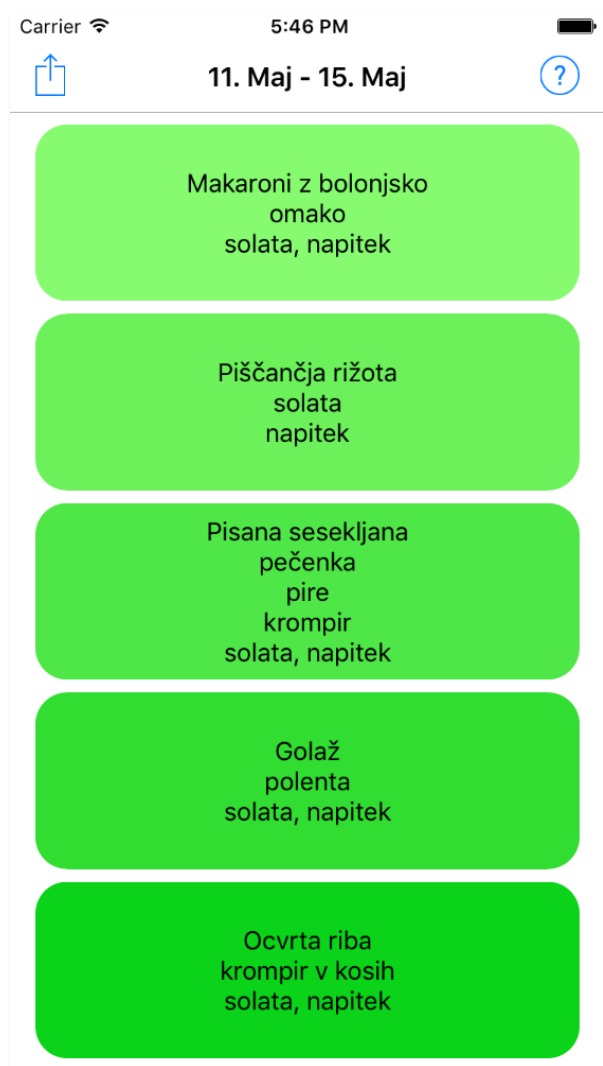 Carrier 5:46 PM
11. Maj - 15. Maj
?
Makaroni z bolonjsko
omako
solata, napitek
Piščančja rižota
solata
napitek
Pisana sesekljana
pečenka
pire
krompir
solata, napitek
Golaž
polenta
solata, napitek
Ocvrta riba
krompir v kosih
solata, napitek